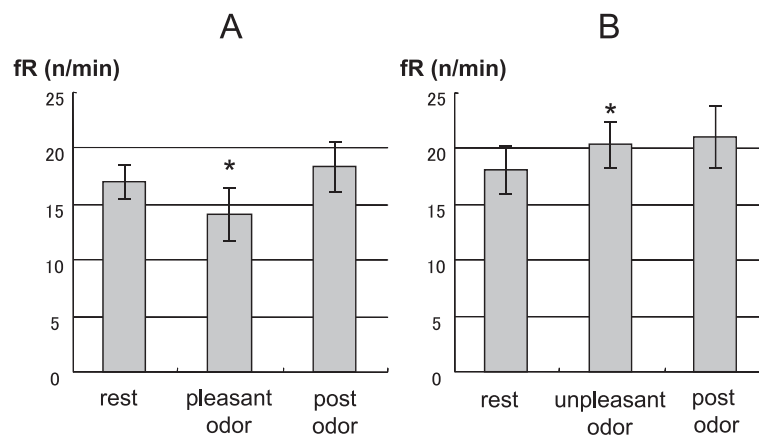 A
fR (n/min)
25
20
15
10
5
0
*
rest
pleasant
odor
post
odor
B
fR (n/min)
25
20
15
10
5
0
*
rest
unpleasant
odor
post
odor